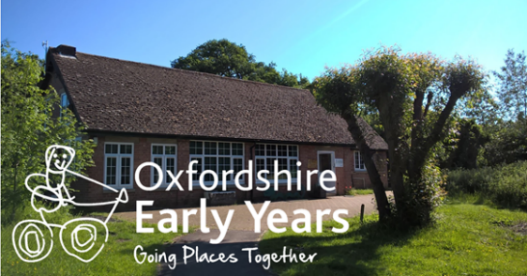 Oxfordshire
Early Years
Going Places Together